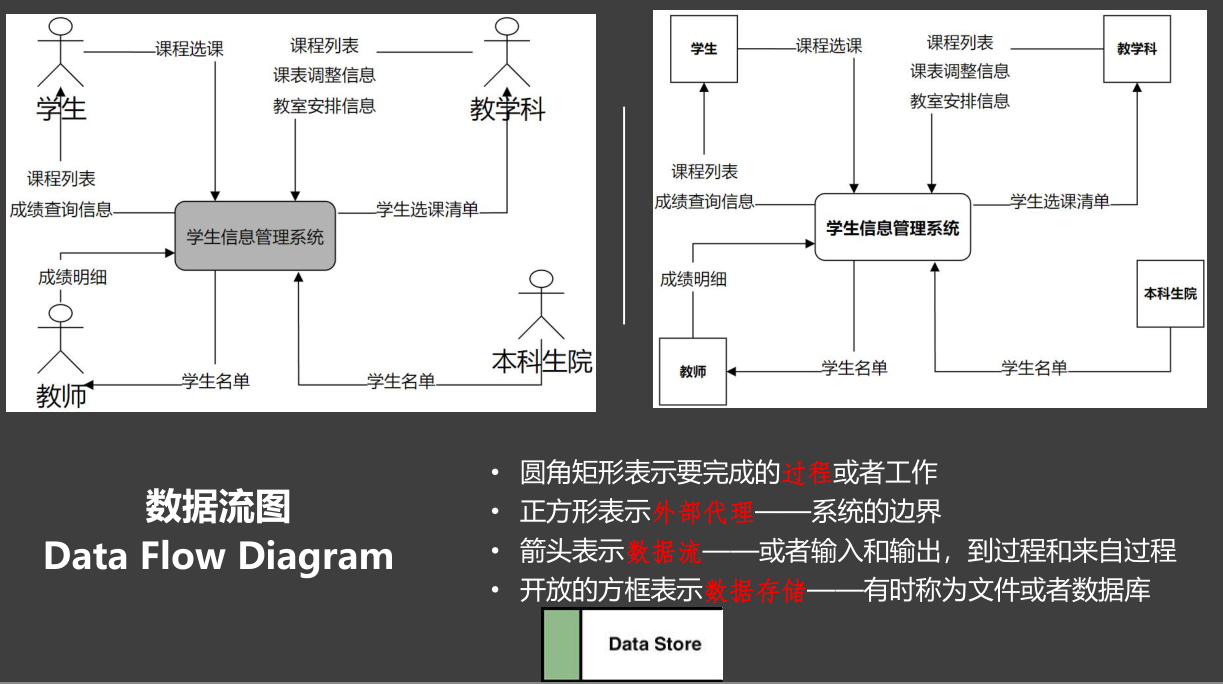 课程选课
课程列表
课表调整信息
教室安排信息
学生
教学科
课程列表
成绩查询信息
学生选课清单
学生信息管理系统
成绩明细
本科生院
教师
学生名单
学生名单
学生
课程选课
课程列表
课表调整信息
教室安排信息
教学科
课程列表
成绩查询信息
学生选课清单
学生信息管理系统
成绩明细
本科生院
教师
学生名单
学生名单
数据流图
Data Flow Diagram
• 圆角矩形表示要完成的过程或者工作
• 正方形表示外部代理——系统的边界
• 箭头表示数据流——或者输入和输出，到过程和来自过程
• 开放的方框表示数据存储——有时称为文件或者数据库
Data Store